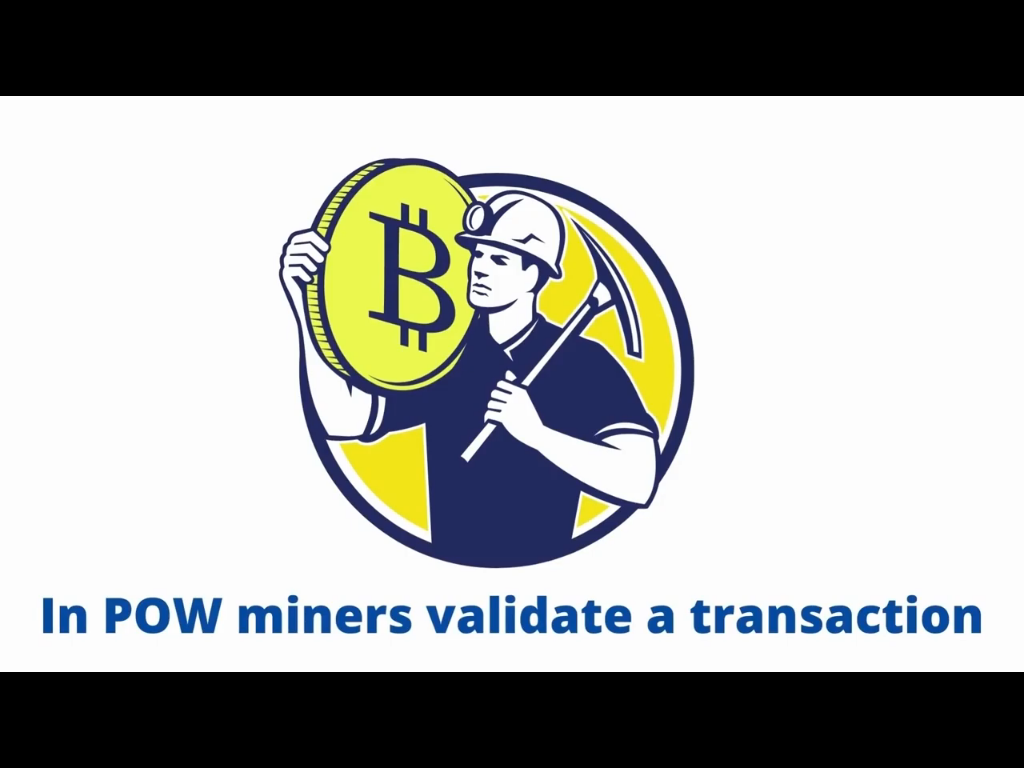 ₿
In POW miners validate a transaction